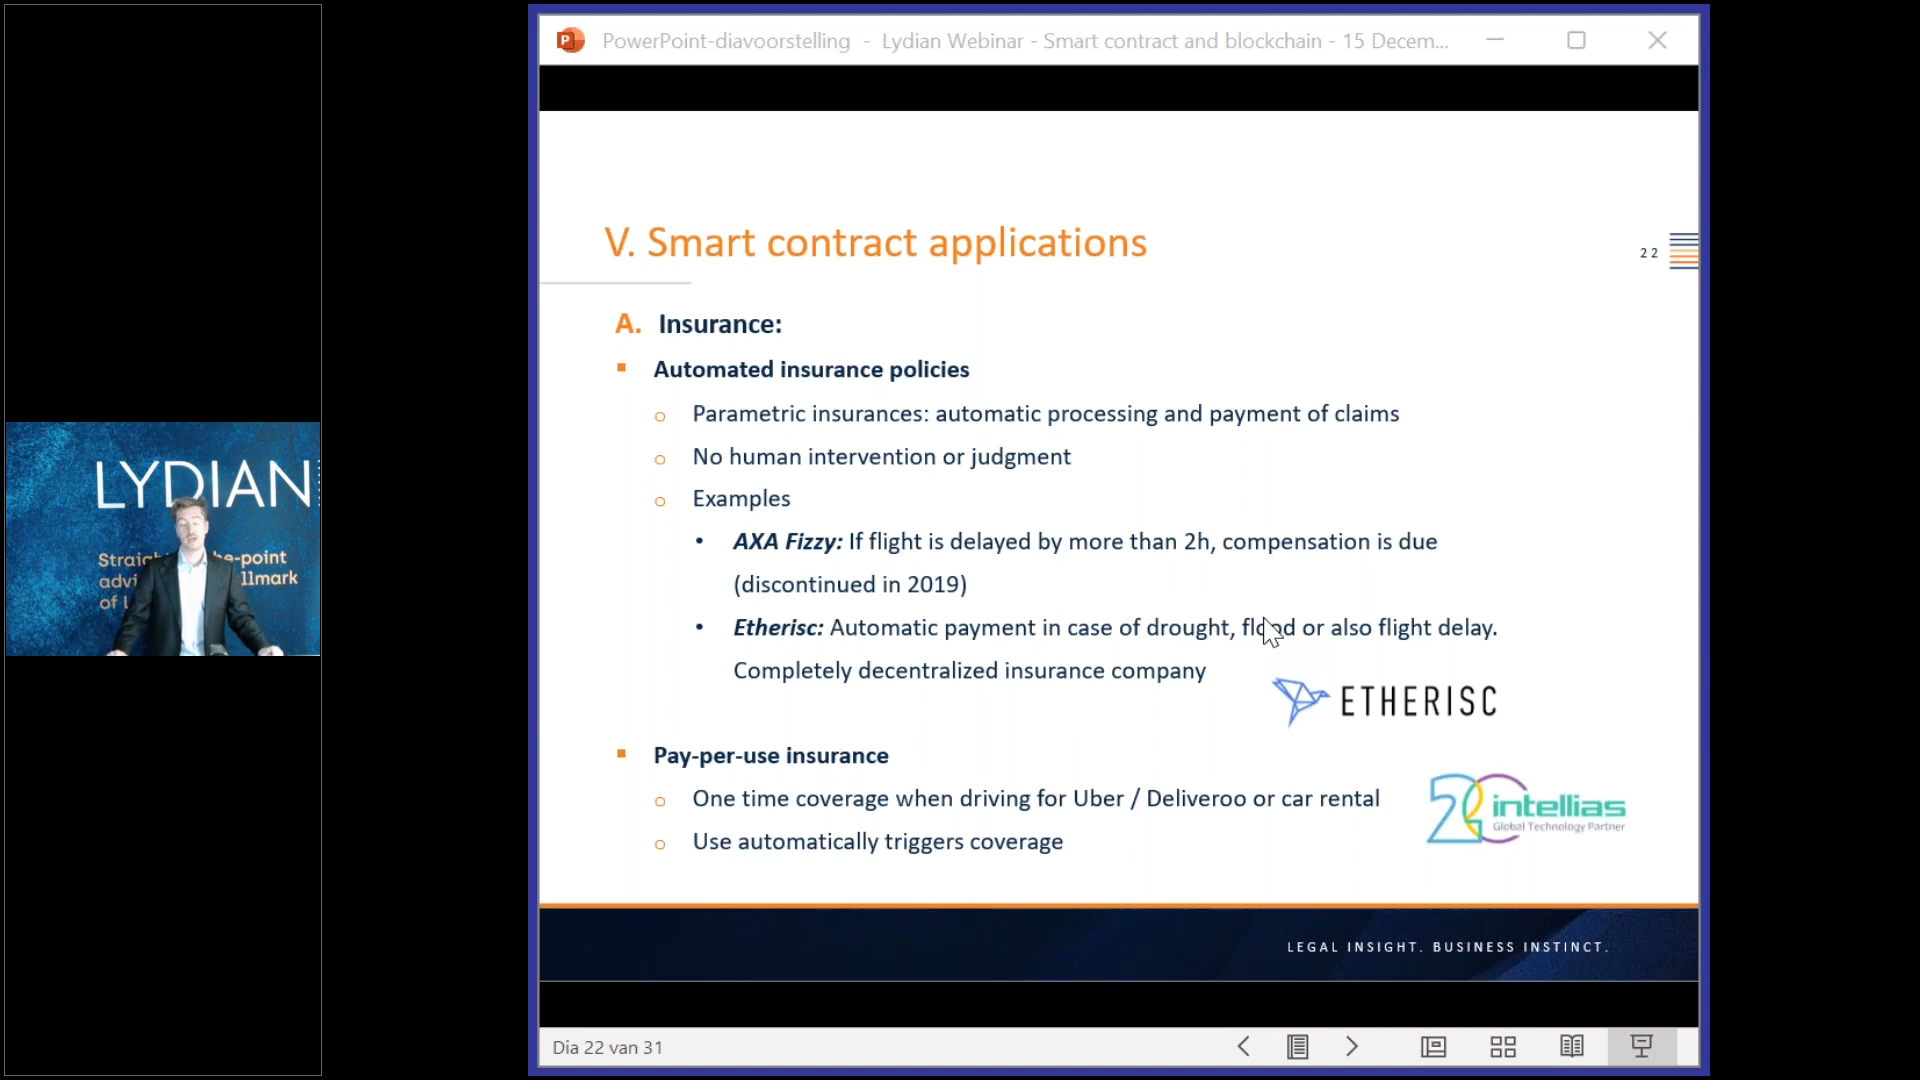 PowerPoint-diavoorstelling - Lydian Webinar - Smart contract and blockchain - 15 Decem...
V. Smart contract applications
22
A. Insurance:
Automated insurance policies
Parametric insurances: automatic processing and payment of claims
No human intervention or judgment
Examples
AXA Fizzy: If flight is delayed by more than 2h, compensation is due
(discontinued in 2019)
Etherisc: Automatic payment in case of drought, flood or also flight delay.
Completely decentralized insurance company
ETHERISC
Pay-per-use insurance
One time coverage when driving for Uber / Deliveroo or car rental
Use automatically triggers coverage
20 intellias
Global Technology Partner
LEGAL INSIGHT. BUSINESS INSTINCT.
Dia 22 van 31
LYDIAN